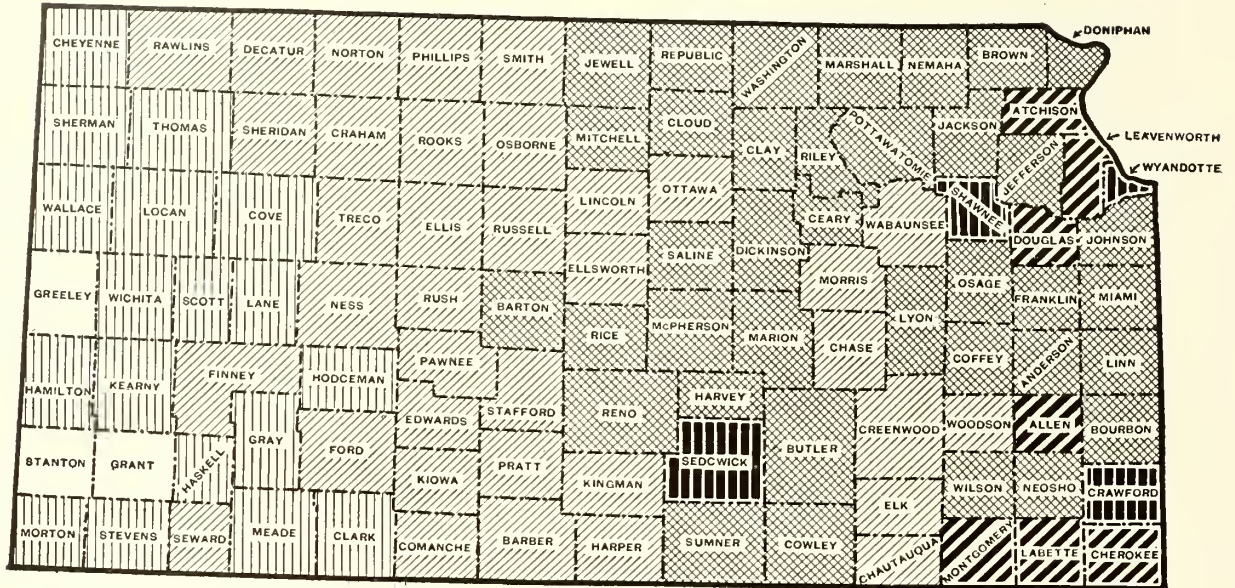 CHEYENNE
RAWLINS
DECATUR
NORTON
PHILLIPS
SMITH
JEWELL
REPUBLIC
WASHINGTON
MARSHALL
NEMAHA
BROWN
DONIPHAN
SHERMAN
THOMAS
SHERIDAN
CRAHAM
ROOKS
OSBORNE
MITCHELL
CLOUD
CLAY
RILEY
POTTAWATOMIE
JACKSON
ATCHISON
JEFFERSON
LEAVENWORTH
WYANDOTTE
WALLACE
LOCAN
COVE
TRECO
ELLIS
RUSSELL
LINCOLN
OTTAWA
SALINE
DICKINSON
CEARY
WABAUNSEE
SHAWNEE
DOUGLAS
JOHNSON
GREELEY
WICHITA
SCOTT
LANE
NESS
RUSH
BARTON
ELLSWORTH
RICE
McPHERSON
MARION
MORRIS
CHASE
LYON
OSAGE
FRANKLIN
MIAMI
HAMILTON
KEARNY
FINNEY
HODGEMAN
PAWNEE
STAFFORD
RENO
HARVEY
BUTLER
GREENWOOD
COFFEY
ANDERSON
LINN
STANTON
GRANT
HASKELL
GRAY
FORD
EDWARDS
KIOWA
PRATT
KINGMAN
SEDCWICK
WOODSON
ALLEN
BOURBON
MORTON
STEVENS
SEWARD
MEADE
CLARK
COMANCHE
BARBER
HARPER
SUMNER
COWLEY
ELK
CHAUTAUQUA
WILSON
NEOSHO
CRAWFORD
MONTGOMERY
LABETTE
CHEROKEE